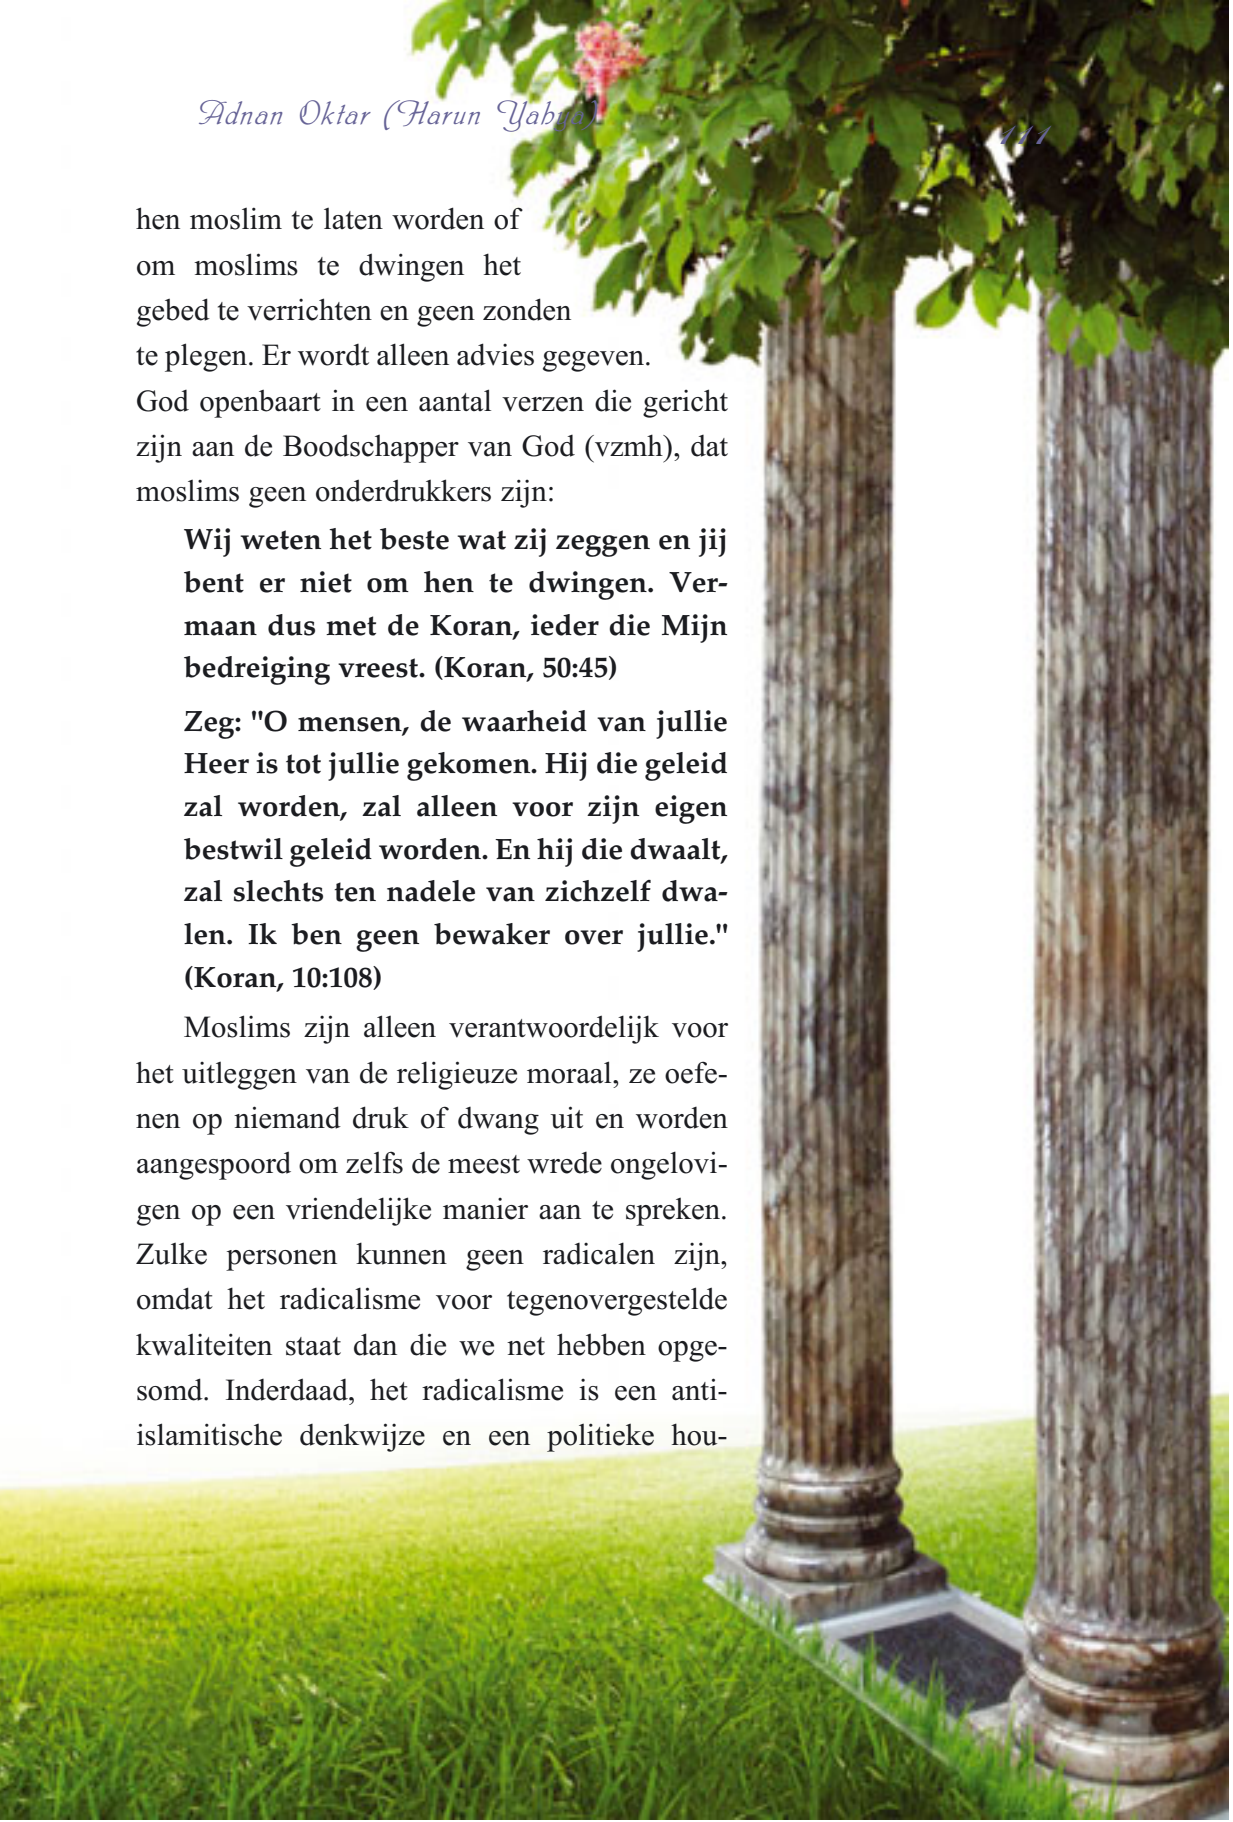 Adnan Oktar (Harun Yahya)
111
hen moslim te laten worden of
om moslims te dwingen het
gebed te verrichten en geen zonden
te plegen. Er wordt alleen advies gegeven.
God openbaart in een aantal verzen die gericht
zijn aan de Boodschapper van God (vzmh), dat
moslims geen onderdrukkers zijn:
Wij weten het beste wat zij zeggen en jij
bent er niet om hen te dwingen. Ver-
maan dus met de Koran, ieder die Mijn
bedreiging vreest. (Koran, 50:45)
Zeg: "O mensen, de waarheid van jullie
Heer is tot jullie gekomen. Hij die geleid
zal worden, zal alleen voor zijn eigen
bestwil geleid worden. En hij die dwaalt,
zal slechts ten nadele van zichzelf dwa-
len. Ik ben geen bewaker over jullie."
(Koran, 10:108)
Moslims zijn alleen verantwoordelijk voor
het uitleggen van de religieuze moraal, ze oefe-
nen op niemand druk of dwang uit en worden
aangespoord om zelfs de meest wrede ongelovi-
gen op een vriendelijke manier aan te spreken.
Zulke personen kunnen geen radicalen zijn,
omdat het radicalisme voor tegenovergestelde
kwaliteiten staat dan die we net hebben opge-
somd. Inderdaad, het radicalisme is een anti-
islamitische denkwijze en een politieke hou-